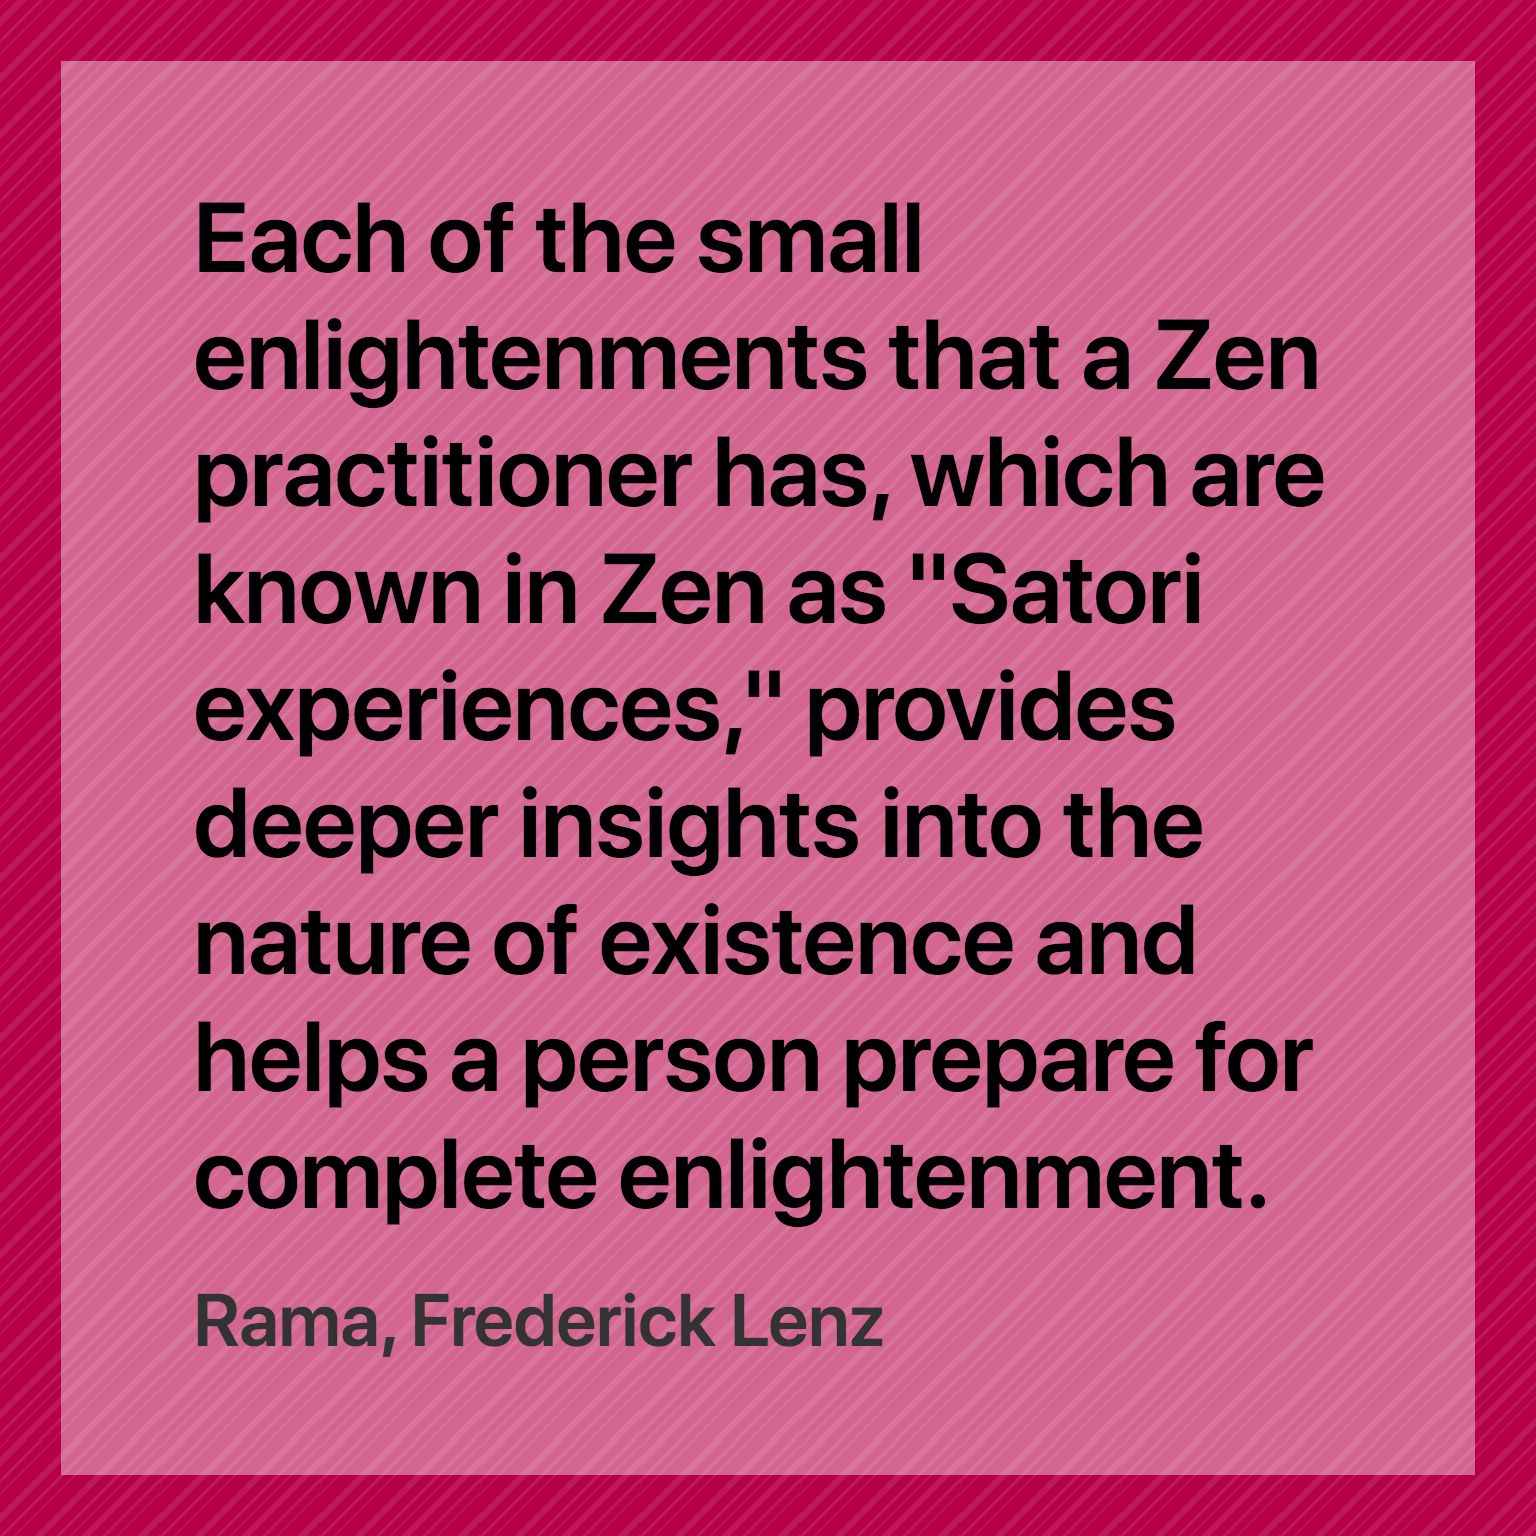 Each of the small
enlightenments that a Zen
practitioner has, which are
known in Zen as "Satori
experiences," provides
deeper insights into the
nature of existence and
helps a person prepare for
complete enlightenment.
Rama, Frederick Lenz